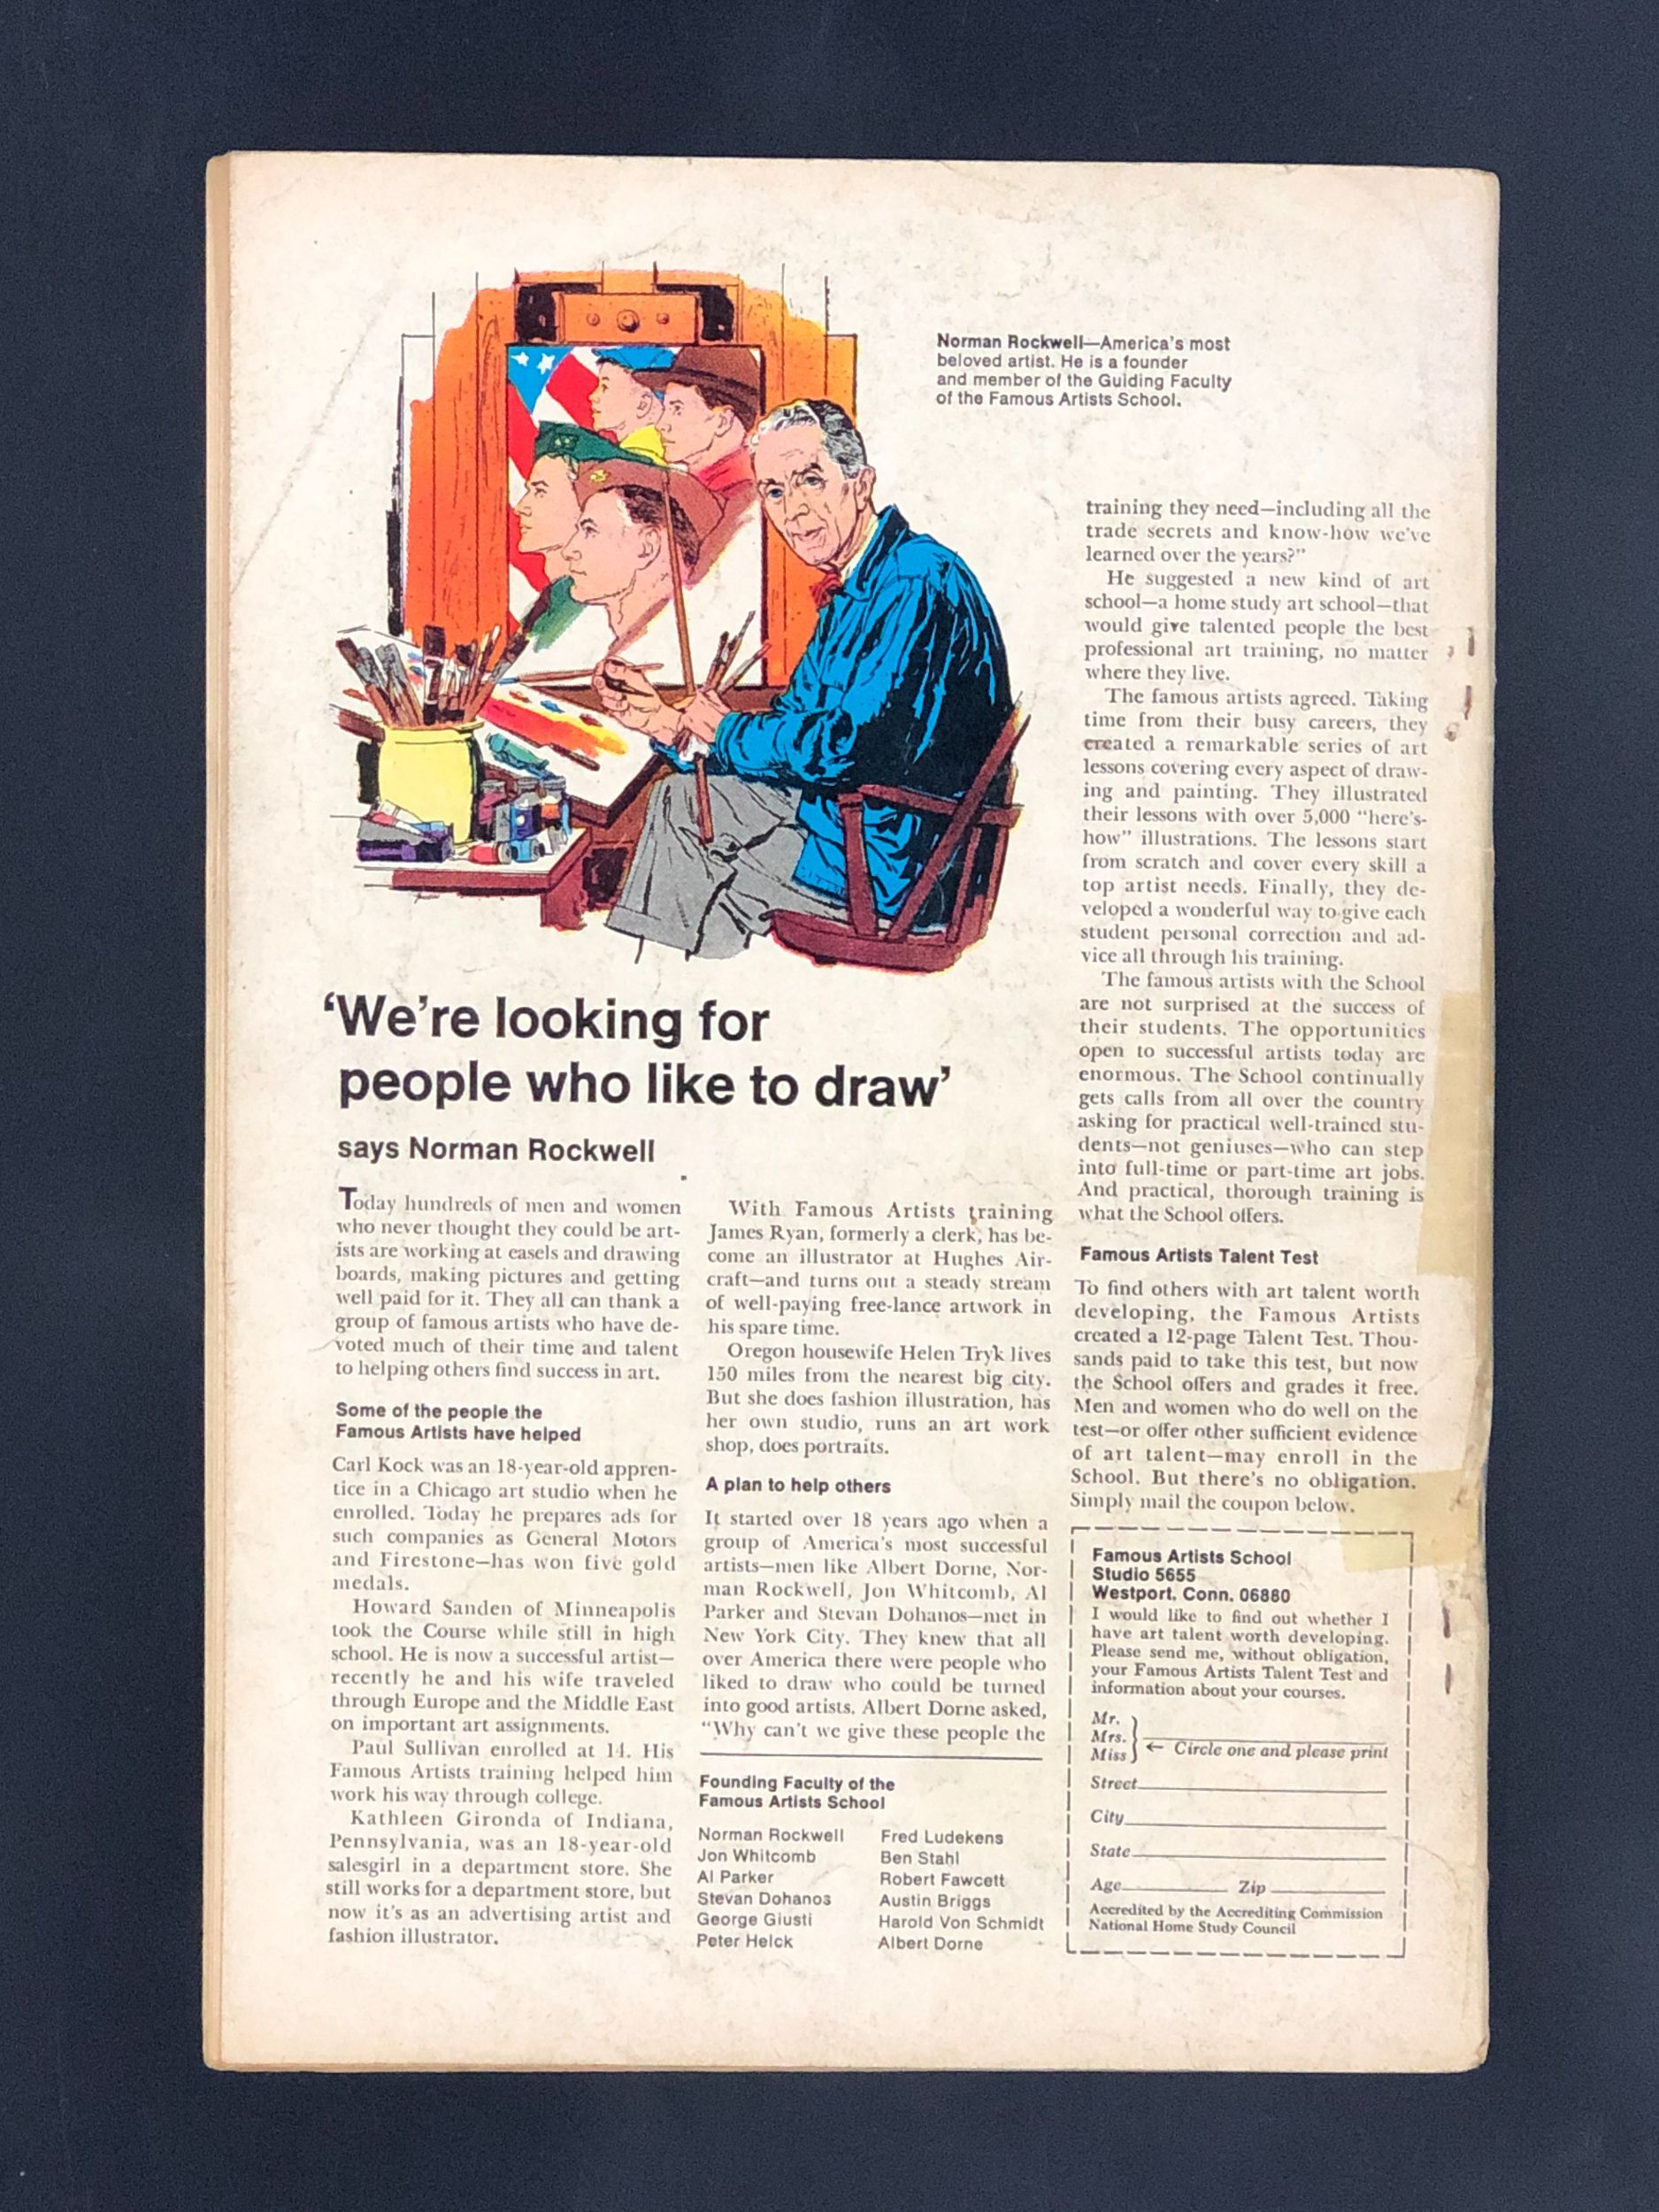 Norman Rockwell—America's most
beloved artist. He is a founder
and member of the Guiding Faculty
of the Famous Artists School.
‘We're looking for
people who like to draw’
says Norman Rockwell
Today hundreds of men and women
who never thought they could be art-
ists are working at easels and drawing
boards, making pictures and getting
well paid for it. They all can thank a
group of famous artists who have de-
voted much of their time and talent
to helping others find success in art.
Some of the people the
Famous Artists have helped
Carl Kock was an 18-year-old appren-
tice in a Chicago art studio when he
enrolled. Today he prepares ads for
such companies as General Motors
and Firestone—has won five gold
medals.
Howard Sanden of Minneapolis
took the Course while still in high
school. He is now a successful artist—
recently he and his wife traveled
through Europe and the Middle East
on important art assignments.
Paul Sullivan enrolled at 14. His
Famous Artists training helped him
work his way through college.
Kathleen Gironda of Indiana,
Pennsylvania, was an 18-year-old
salesgirl in a department store. She
still works for a department store, but
now it's as an advertising artist and
fashion illustrator.
With Famous Artists training
James Ryan, formerly a clerk, has be-
come an illustrator at Hughes Air-
craft—and turns out a steady stream
of well-paying free-lance artwork in
his spare time.
Oregon housewife Helen Tryk lives
150 miles from the nearest big city.
But she does fashion illustration, has
her own studio, runs an art work
shop, does portraits.
A plan to help others
It started over 18 years ago when a
group of America's most successful
artists—men like Albert Dorne, Nor-
man Rockwell, Jon Whitcomb, Al
Parker and Stevan Dohanos—met in
New York City. They knew that all
over America there were people who
liked to draw who could be turned
into good artists. Albert Dorne asked,
“Why can't we give these people the
training they need—including all the
trade secrets and know-how we've
learned over the years?”
He suggested a new kind of art
school—a home study art school—that
would give talented people the best
professional art training, no matter
where they live.
The famous artists agreed. Taking
time from their busy careers, they
created a remarkable series of art
lessons covering every aspect of draw-
ing and painting. They illustrated
their lessons with over 5,000 “here's-
how” illustrations. The lessons start
from scratch and cover every skill a
top artist needs. Finally, they de-
veloped a wonderful way to give each
student personal correction and ad-
vice all through his training.
The famous artists with the School
are not surprised at the success of
their students. The opportunities
open to successful artists today are
enormous. The School continually
gets calls from all over the country
asking for practical well-trained stu-
dents—not geniuses—who can step
into full-time or part-time art jobs.
And practical, thorough training is
what the School offers.
Famous Artists Talent Test
To find others with art talent worth
developing, the Famous Artists
created a 12-page Talent Test. Thou-
sands paid to take this test, but now
the School offers and grades it free.
Men and women who do well on the
test—or offer other sufficient evidence
of art talent—may enroll in the
School. But there's no obligation.
Simply mail the coupon below.
Founding Faculty of the
Famous Artists School
Norman Rockwell
Jon Whitcomb
Al Parker
Stevan Dohanos
George Giusti
Peter Helck
Fred Ludekens
Ben Stahl
Robert Fawcett
Austin Briggs
Harold Von Schmidt
Albert Dorne
Famous Artists School
Studio 5655
Westport, Conn. 06880
I would like to find out whether I
have art talent worth developing.
Please send me, without obligation,
your Famous Artists Talent Test and
information about your courses.
Mr.
Mrs.
Miss ← Circle one and please print
Street
City
State
Age Zip
Accredited by the Accrediting Commission
National Home Study Council